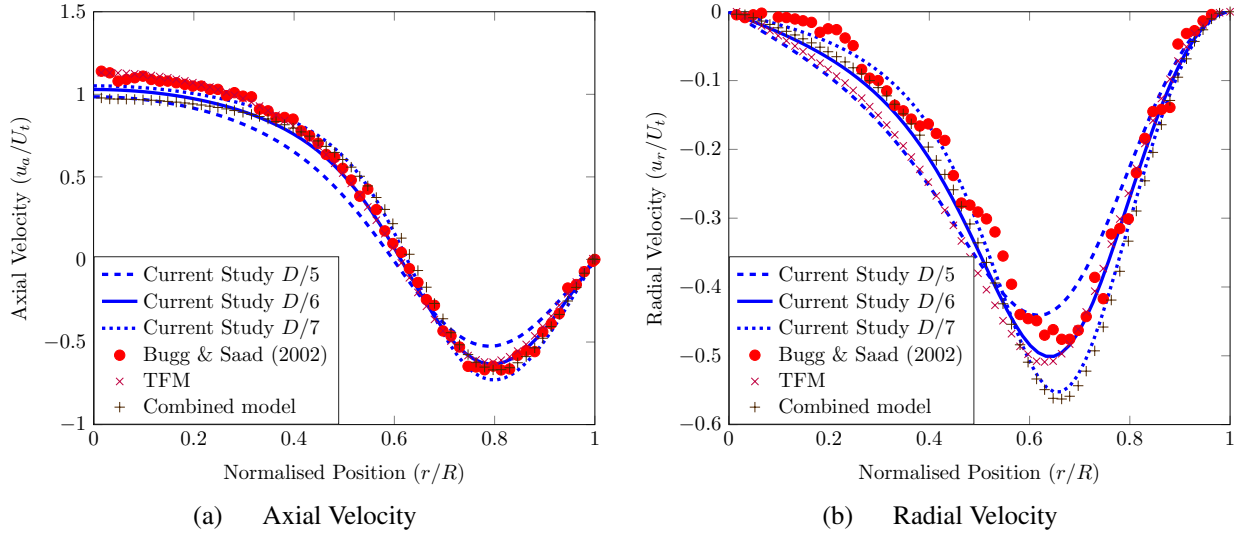 1.5
1
0.5
0
−0.5
−1
0
0.2
0.4
0.6
0.8
1
Axial Velocity (u_a/U_t)
Normalised Position (r/R)
Current Study D/5
Current Study D/6
Current Study D/7
Bugg & Saad (2002)
TFM
Combined model
(a) Axial Velocity
0
−0.1
−0.2
−0.3
−0.4
−0.5
−0.6
0
0.2
0.4
0.6
0.8
1
Radial Velocity (u_r/U_t)
Normalised Position (r/R)
Current Study D/5
Current Study D/6
Current Study D/7
Bugg & Saad (2002)
TFM
Combined model
(b) Radial Velocity